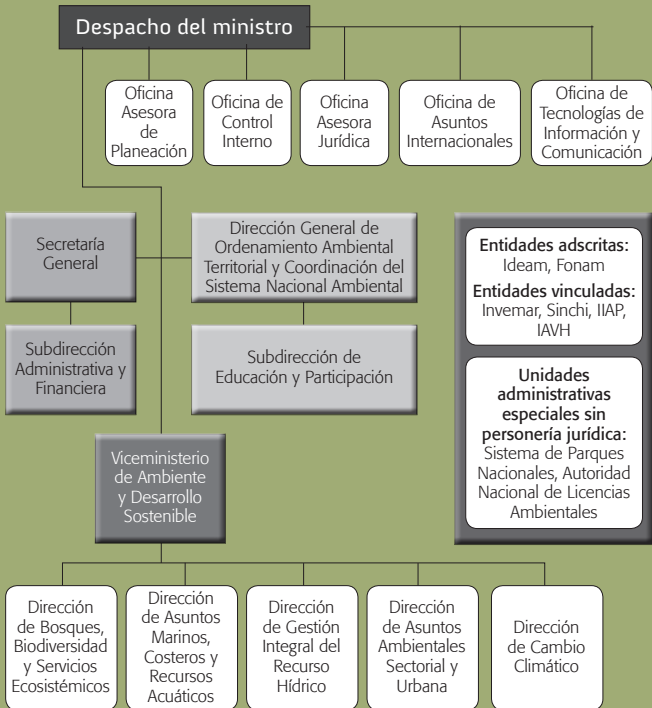 Despacho del ministro
Oficina
Asesora
de
Planeación
Oficina de
Control
Interno
Oficina
Asesora
Jurídica
Oficina de
Asuntos
Internacionales
Oficina de
Tecnologías de
Información y
Comunicación
Secretaría
General
Dirección General de
Ordenamiento Ambiental
Territorial y Coordinación del
Sistema Nacional Ambiental
Subdirección
Administrativa y
Financiera
Subdirección de
Educación y Participación
Entidades adscritas:
Ideam, Fonam
Entidades vinculadas:
Invemar, Sinchi, IIAP,
IAVH
Unidades
administrativas
especiales sin
personería jurídica:
Sistema de Parques
Nacionales, Autoridad
Nacional de Licencias
Ambientales
Viceministerio
de Ambiente
y Desarrollo
Sostenible
Dirección
de Bosques,
Biodiversidad
y Servicios
Ecosistémicos
Dirección
de Asuntos
Marinos,
Costeros y
Recursos
Acuáticos
Dirección
de Gestión
Integral del
Recurso
Hídrico
Dirección
de Asuntos
Ambientales
Sectorial y
Urbana
Dirección
de Cambio
Climático